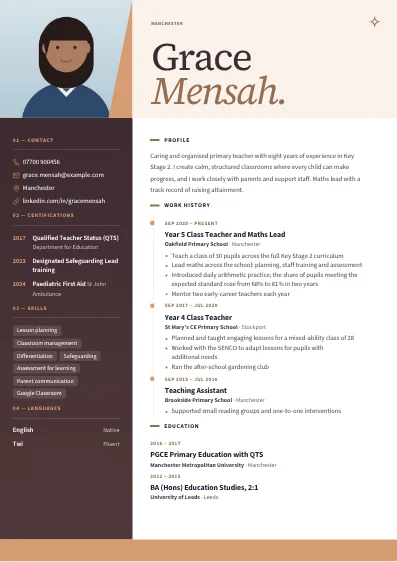 MANCHESTER
Grace
Mensah.
01 — CONTACT
07700 900456
grace.mensah@example.com
Manchester
linkedin.com/in/gracemensah
02 — CERTIFICATIONS
2017 Qualified Teacher Status (QTS)
Department for Education
2023 Designated Safeguarding Lead
training
2024 Paediatric First Aid St John
Ambulance
03 — SKILLS
Lesson planning
Classroom management
Differentiation Safeguarding
Assessment for learning
Parent communication
Google Classroom
04 — LANGUAGES
English Native
Twi Fluent
PROFILE
Caring and organised primary teacher with eight years of experience in Key
Stage 2. I create calm, structured classrooms where every child can make
progress, and I work closely with parents and support staff. Maths lead with a
track record of raising attainment.
WORK HISTORY
SEP 2020 – PRESENT
Year 5 Class Teacher and Maths Lead
Oakfield Primary School · Manchester
• Teach a class of 30 pupils across the full Key Stage 2 curriculum
• Lead maths across the school: planning, staff training and assessment
• Introduced daily arithmetic practice; the share of pupils meeting the
expected standard rose from 68% to 81% in two years
• Mentor two early-career teachers each year
SEP 2017 – JUL 2020
Year 4 Class Teacher
St Mary's CE Primary School · Stockport
• Planned and taught engaging lessons for a mixed-ability class of 28
• Worked with the SENCO to adapt lessons for pupils with
additional needs
• Ran the after-school gardening club
SEP 2015 – JUL 2016
Teaching Assistant
Brookside Primary School · Manchester
• Supported small reading groups and one-to-one interventions
EDUCATION
2016 – 2017
PGCE Primary Education with QTS
Manchester Metropolitan University · Manchester
2012 – 2015
BA (Hons) Education Studies, 2:1
University of Leeds · Leeds